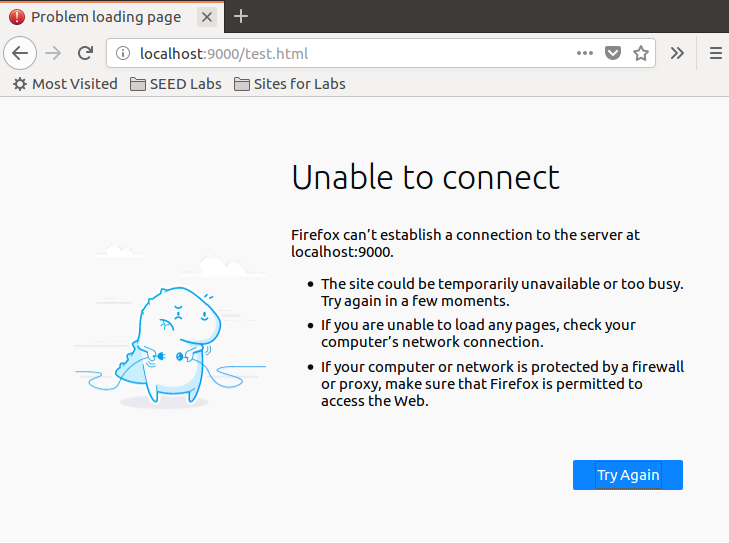 Problem loading page
localhost:9000/test.html
Most Visited SEED Labs Sites for Labs
Unable to connect
Firefox can’t establish a connection to the server at
localhost:9000.
The site could be temporarily unavailable or too busy.
Try again in a few moments.
If you are unable to load any pages, check your
computer’s network connection.
If your computer or network is protected by a firewall
or proxy, make sure that Firefox is permitted to
access the Web.
Try Again